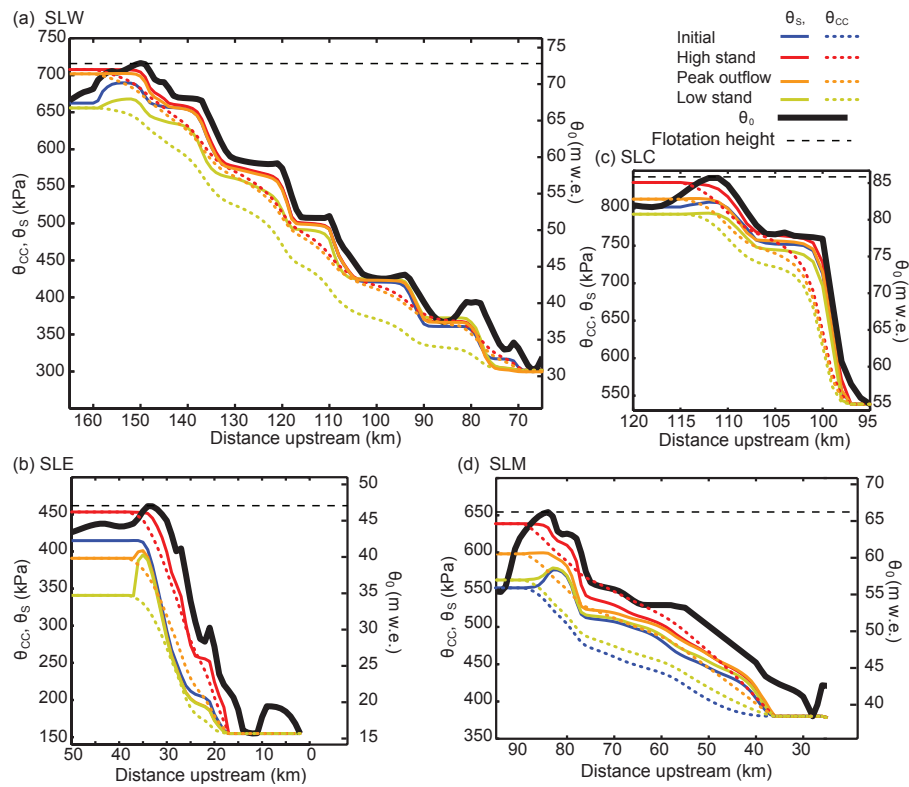 (a) SLW
θCC, θS (kPa)
750
700
650
600
550
500
450
400
350
300
160 150 140 130 120 110 100 90 80 70
Distance upstream (km)
75
70
65
60
55
50
45
40
35
30
θ0 (m w.e.)
θS, θCC
Initial
High stand
Peak outflow
Low stand
θ0
Flotation height
(c) SLC
θCC, θS (kPa)
800
750
700
650
600
550
120 115 110 105 100 95
Distance upstream (km)
85
80
75
70
65
60
55
θ0 (m w.e.)
(b) SLE
θCC, θS (kPa)
450
400
350
300
250
200
150
50 40 30 20 10 0
Distance upstream (km)
50
45
40
35
30
25
20
15
θ0 (m w.e.)
(d) SLM
θCC, θS (kPa)
650
600
550
500
450
400
350
90 80 70 60 50 40 30
Distance upstream (km)
70
65
60
55
50
45
40
θ0 (m w.e.)